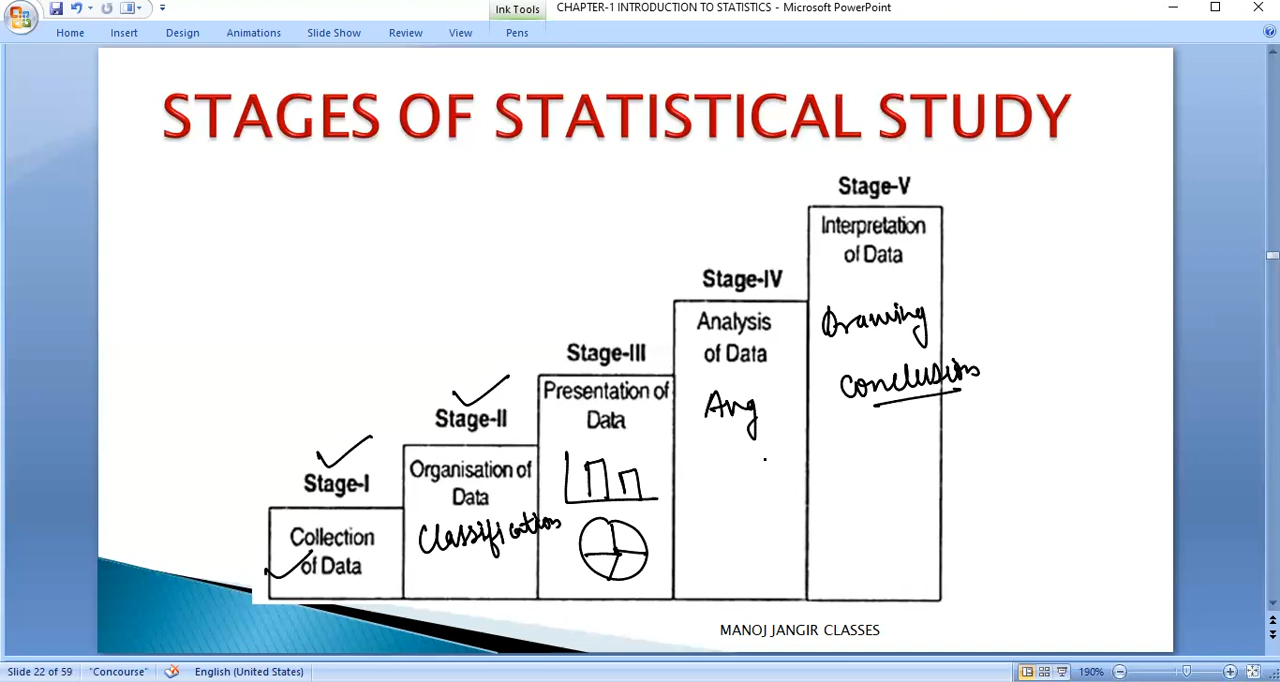 Ink Tools
CHAPTER-1 INTRODUCTION TO STATISTICS - Microsoft PowerPoint
Home Insert Design Animations Slide Show Review View Pens
STAGES OF STATISTICAL STUDY
Stage-I
Collection
of Data
Stage-II
Organisation of
Data
Classification
Stage-III
Presentation of
Data
Stage-IV
Analysis
of Data
Avg
Stage-V
Interpretation
of Data
Drawing
Conclusion
MANOJ JANGIR CLASSES
Slide 22 of 59 "Concourse" English (United States) 190%